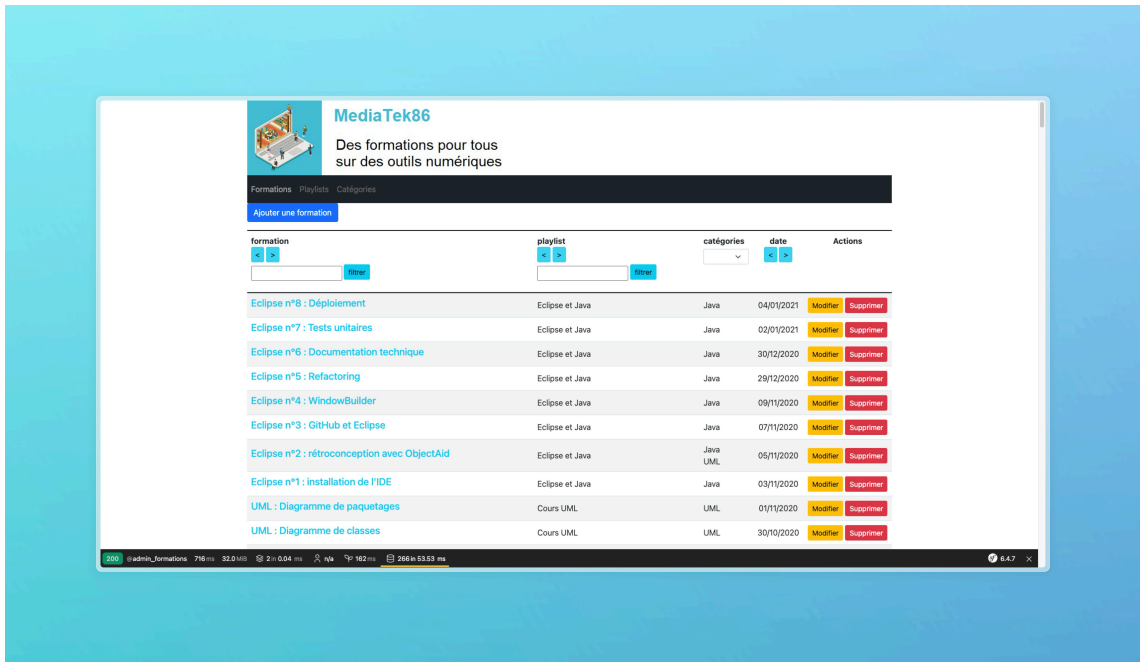 MediaTek86
Des formations pour tous
sur des outils numériques
Formations Playlists Catégories
Ajouter une formation
formation playlist catégories date Actions
< > < > < >
filtrer filtrer
Eclipse n°8 : Déploiement Eclipse et Java Java 04/01/2021 Modifier Supprimer
Eclipse n°7 : Tests unitaires Eclipse et Java Java 02/01/2021 Modifier Supprimer
Eclipse n°6 : Documentation technique Eclipse et Java Java 30/12/2020 Modifier Supprimer
Eclipse n°5 : Refactoring Eclipse et Java Java 29/12/2020 Modifier Supprimer
Eclipse n°4 : WindowBuilder Eclipse et Java Java 09/11/2020 Modifier Supprimer
Eclipse n°3 : GitHub et Eclipse Eclipse et Java Java 07/11/2020 Modifier Supprimer
Eclipse n°2 : rétroconception avec ObjectAid Eclipse et Java Java 05/11/2020 Modifier Supprimer
UML
Eclipse n°1 : installation de l'IDE Eclipse et Java Java 03/11/2020 Modifier Supprimer
UML : Diagramme de paquetages Cours UML UML 01/11/2020 Modifier Supprimer
UML : Diagramme de classes Cours UML UML 30/10/2020 Modifier Supprimer
200 @admin_formations 716 ms 32.0 MiB 2 in 0.04 ms n/a 162 ms 266 in 53.53 ms 6.4.7 ×